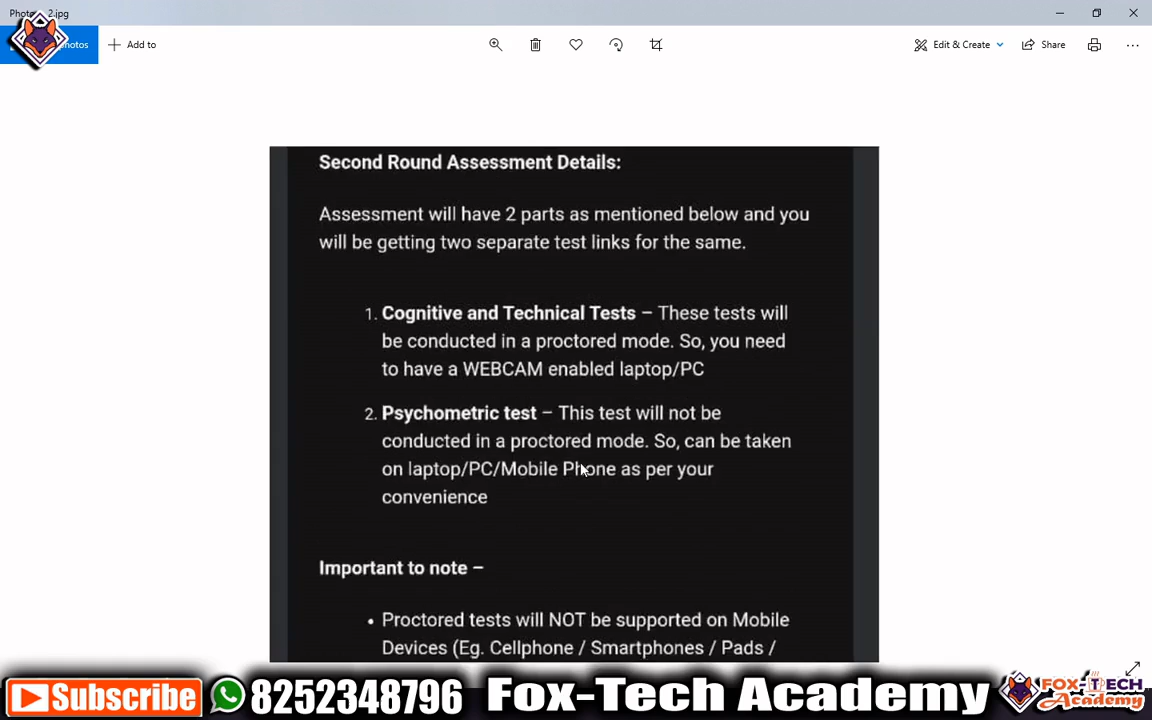 2.jpg
Add to
Edit & Create
Share
Second Round Assessment Details:
Assessment will have 2 parts as mentioned below and you
will be getting two separate test links for the same.
1. Cognitive and Technical Tests – These tests will
be conducted in a proctored mode. So, you need
to have a WEBCAM enabled laptop/PC
2. Psychometric test – This test will not be
conducted in a proctored mode. So, can be taken
on laptop/PC/Mobile Phone as per your
convenience
Important to note –
• Proctored tests will NOT be supported on Mobile
Devices (Eg. Cellphone / Smartphones / Pads /
Subscribe
8252348796
Fox-Tech Academy
FOX-TECH
Academy